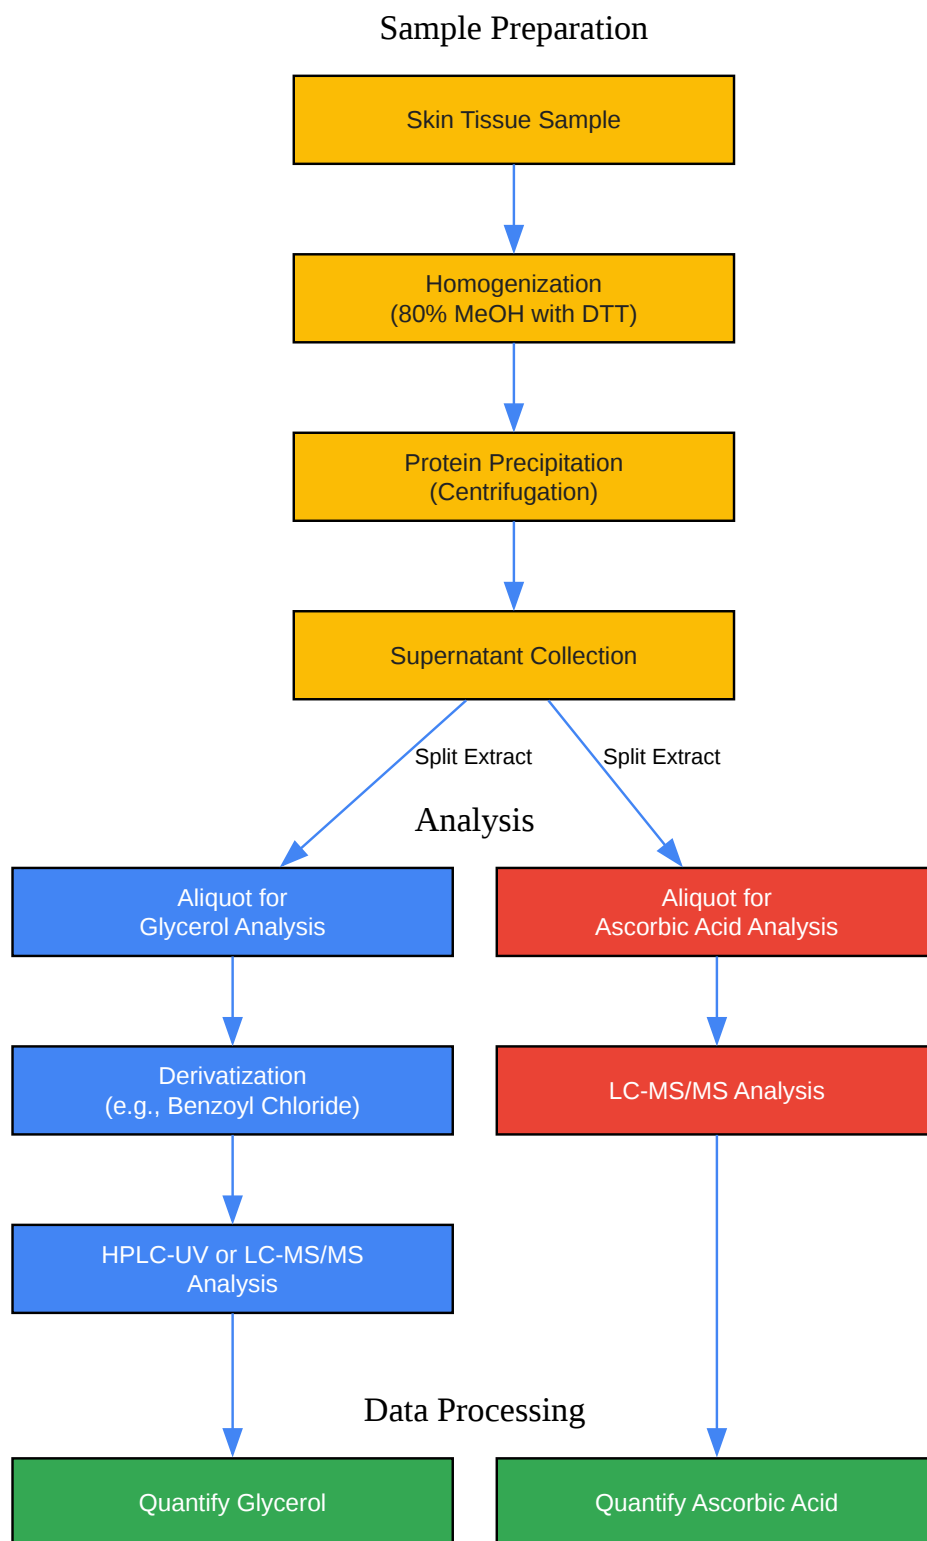 Sample Preparation
Skin Tissue Sample
Homogenization
(80% MeOH with DTT)
Protein Precipitation
(Centrifugation)
Supernatant Collection
Split Extract
Split Extract
Analysis
Aliquot for
Glycerol Analysis
Aliquot for
Ascorbic Acid Analysis
Derivatization
(e.g., Benzoyl Chloride)
LC-MS/MS Analysis
HPLC-UV or LC-MS/MS
Analysis
Data Processing
Quantify Glycerol
Quantify Ascorbic Acid